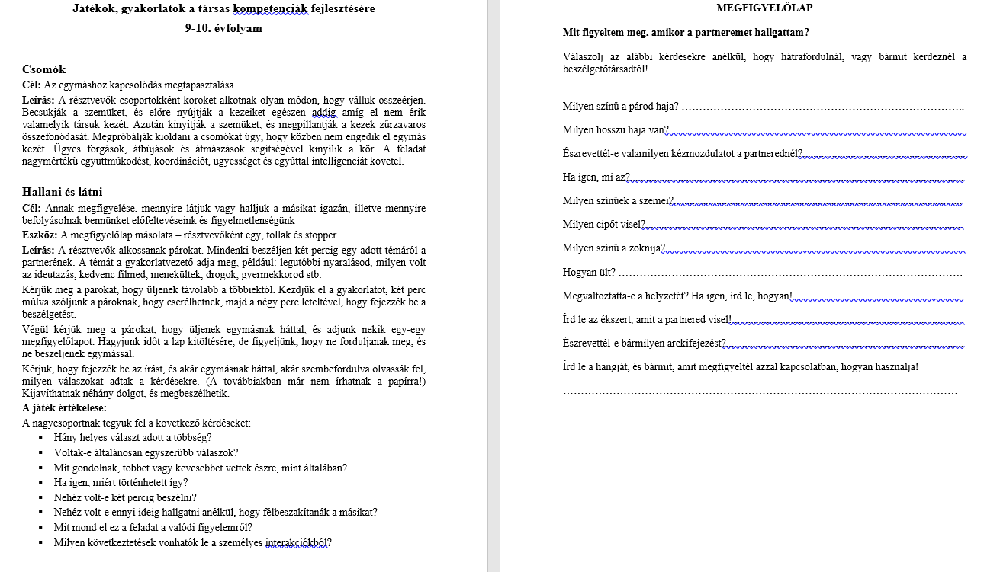 Játékok, gyakorlatok a társas kompetenciák fejlesztésére
9-10. évfolyam
Csomók
Cél: Az egymáshoz kapcsolódás megtapasztalása
Leírás: A résztvevők csoportokként köröket alkotnak olyan módon, hogy válluk összeérjen.
Becsukják a szemüket, és előre nyújtják a kezeiket egészen addig amíg el nem érik
valamelyik társuk kezét. Azután kinyitják a szemüket, és megpillantják a kezek zűrzavaros
összefonódását. Megpróbálják kioldani a csomókat úgy, hogy közben nem engedik el egymás
kezét. Ügyes forgások, átbújások és átmászások segítségével kinyílik a kör. A feladat
nagymértékű együttműködést, koordinációt, ügyességet és egyúttal intelligenciát követel.
Hallani és látni
Cél: Annak megfigyelése, mennyire látjuk vagy halljuk a másikat igazán, illetve mennyire
befolyásolnak bennünket előfeltevéseink és figyelmetlenségünk
Eszköz: A megfigyelőlap másolata – résztvevőként egy, tollak és stopper
Leírás: A résztvevők alkossanak párokat. Mindenki beszéljen két percig egy adott témáról a
partnerének. A témát a gyakorlatvezető adja meg, például: legutóbbi nyaralásod, milyen volt
az ideutazás, kedvenc filmed, menekültek, drogok, gyermekkorod stb.
Kérjük meg a párokat, hogy üljenek távolabb a többiektől. Kezdjük el a gyakorlatot, két perc
múlva szóljunk a pároknak, hogy cserélhetnek, majd a négy perc leteltével, hogy fejezzék be a
beszélgetést.
Végül kérjük meg a párokat, hogy üljenek egymásnak háttal, és adjunk nekik egy-egy
megfigyelőlapot. Hagyjunk időt a lap kitöltésére, de figyeljünk, hogy ne forduljanak meg, és
ne beszéljenek egymással.
Kérjük, hogy fejezzék be az írást, és akár egymásnak háttal, akár szembefordulva olvassák fel,
milyen válaszokat adtak a kérdésekre. (A továbbiakban már nem írhatnak a papírra!)
Kijavíthatnak néhány dolgot, és megbeszélhetik.
A játék értékelése:
A nagycsoportnak tegyük fel a következő kérdéseket:
▪ Hány helyes választ adott a többség?
▪ Voltak-e általánosan egyszerűbb válaszok?
▪ Mit gondolnak, többet vagy kevesebbet vettek észre, mint általában?
▪ Ha igen, miért történhetett így?
▪ Nehéz volt-e két percig beszélni?
▪ Nehéz volt-e ennyi ideig hallgatni anélkül, hogy félbeszakítanák a másikat?
▪ Mit mond el ez a feladat a valódi figyelemről?
▪ Milyen következtetések vonhatók le a személyes interakciókból?
MEGFIGYELŐLAP
Mit figyeltem meg, amikor a partneremet hallgattam?
Válaszolj az alábbi kérdésekre anélkül, hogy hátrafordulnál, vagy bármit kérdeznél a
beszélgetőtársadtól!
Milyen színű a párod haja? ………………………………………………………………………..
Milyen hosszú haja van?
Észrevettél-e valamilyen kézmozdulatot a partnerednél?
Ha igen, mi az?
Milyen színűek a szemei?
Milyen cipőt visel?
Milyen színű a zoknija?
Hogyan ült? ……………………………………………………………………………………….
Megváltoztatta-e a helyzetét? Ha igen, írd le, hogyan!
Írd le az ékszert, amit a partnered visel!
Észrevettél-e bármilyen arckifejezést?
Írd le a hangját, és bármit, amit megfigyeltél azzal kapcsolatban, hogyan használja!
……………………………………………………………………………………………………